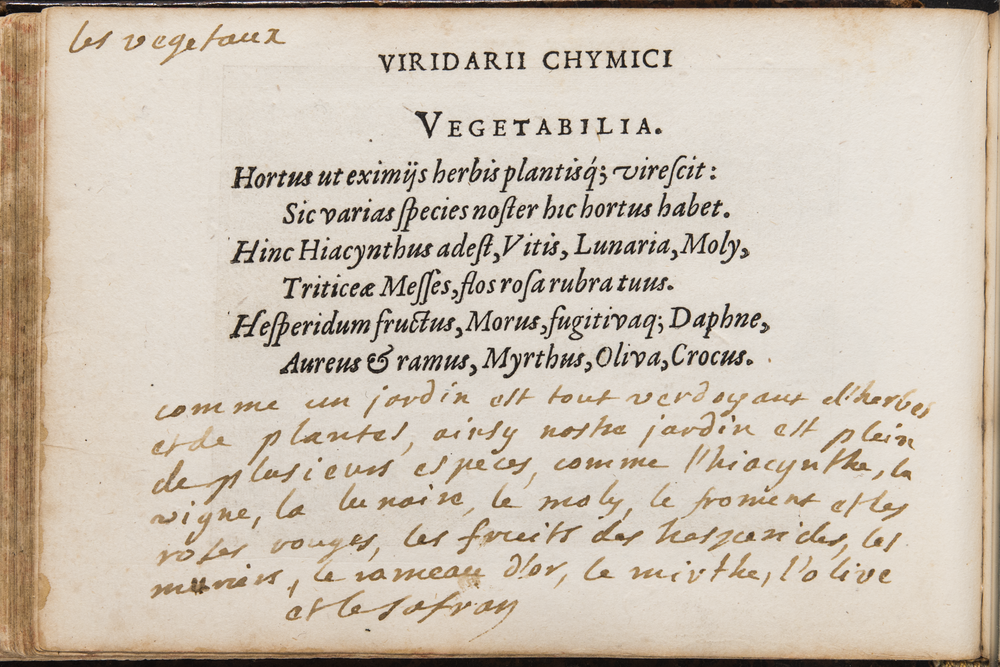 les vegetaux
VIRIDARII CHYMICI
VEGETABILIA.
Hortus ut eximijs herbis plantisq́; vireſcit:
Sic varias ſpecies noſter hic hortus habet.
Hinc Hiacynthus adeſt, Vitis, Lunaria, Moly,
Triticeæ Meſſes, flos roſa rubra tuus.
Heſperidum fructus, Morus, fugitivaq; Daphne,
Aureus & ramus, Myrthus, Oliva, Crocus.
comme un jardin est tout verdoyant d'herbes
et de plantes, ainsy nostre jardin est plein
de plusieurs especes, comme l'hiacynthe, la
vigne, la lunaire, le moly, le froment et les
roses rouges, les fruits des hesperides, les
muriers, le rameau d'or, le mirthe, l'olive
et le safran